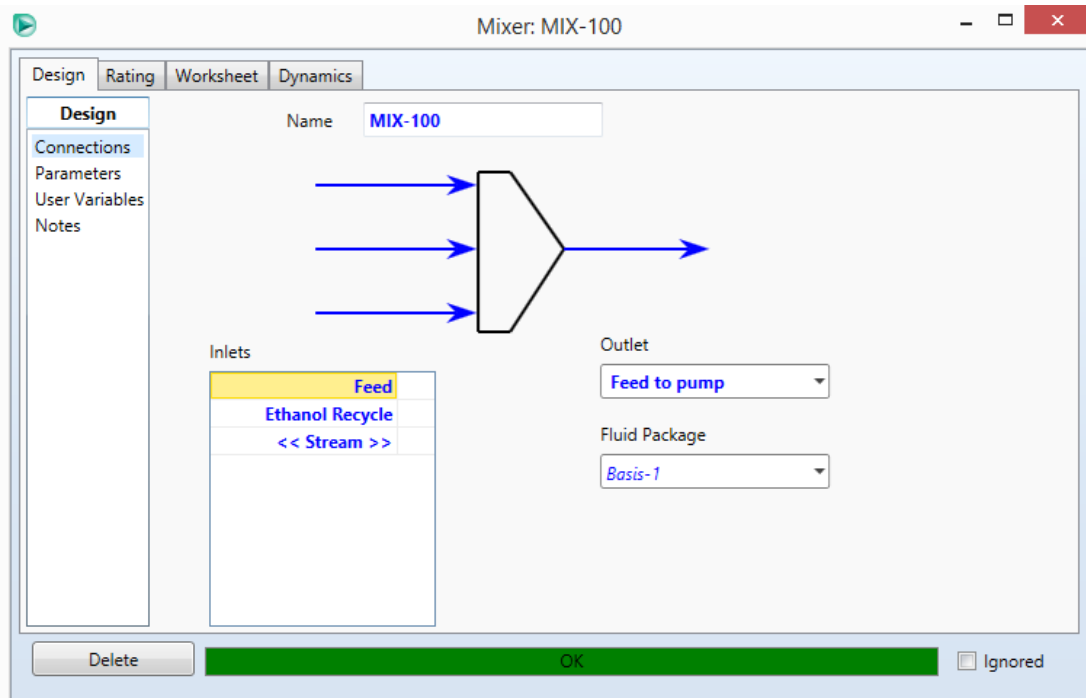 Mixer: MIX-100
Design Rating Worksheet Dynamics
Design
Connections
Parameters
User Variables
Notes
Name MIX-100
Inlets
Feed
Ethanol Recycle
<< Stream >>
Outlet
Feed to pump
Fluid Package
Basis-1
Delete OK Ignored